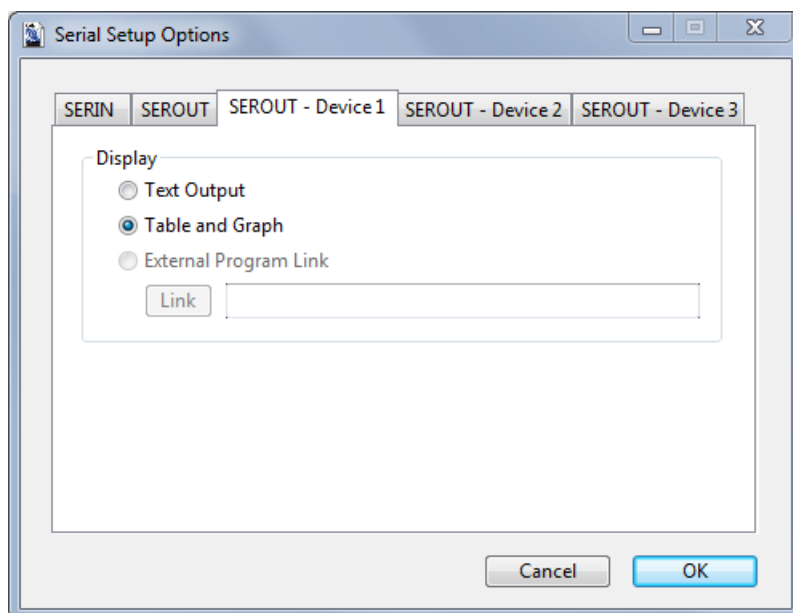 Serial Setup Options
SERIN SEROUT SEROUT - Device 1 SEROUT - Device 2 SEROUT - Device 3
Display
Text Output
Table and Graph
External Program Link
Link
Cancel OK